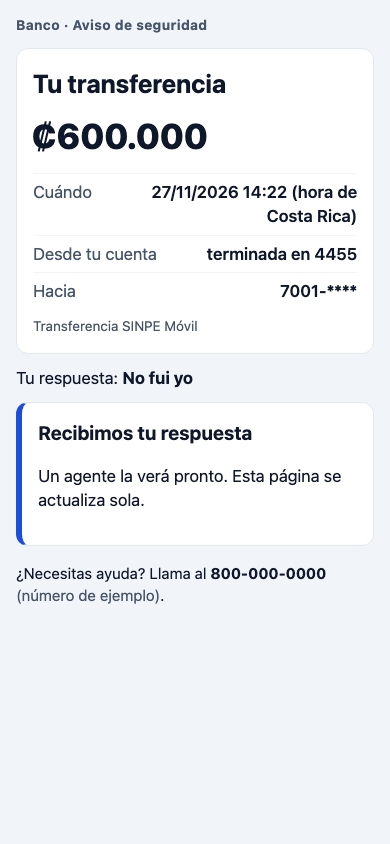 Banco · Aviso de seguridad
Tu transferencia
₡600.000
Cuándo
27/11/2026 14:22 (hora de
Costa Rica)
Desde tu cuenta
terminada en 4455
Hacia
7001-****
Transferencia SINPE Móvil
Tu respuesta: No fui yo
Recibimos tu respuesta
Un agente la verá pronto. Esta página se
actualiza sola.
¿Necesitas ayuda? Llama al 800-000-0000
(número de ejemplo).